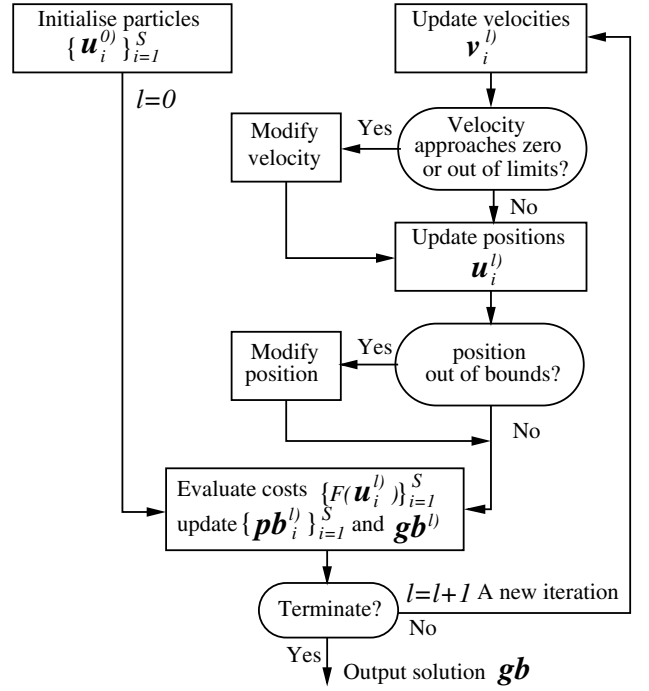 Initialise particles
{u_i^{0)}}_{i=1}^S
l=0
Update velocities
v_i^{l)}
Velocity
approaches zero
or out of limits?
Yes
Modify
velocity
No
Update positions
u_i^{l)}
position
out of bounds?
Yes
Modify
position
No
Evaluate costs {F(u_i^{l)})}_{i=1}^S
update {pb_i^{l)}}_{i=1}^S and gb^{l)}
Terminate?
l=l+1 A new iteration
No
Yes
Output solution gb